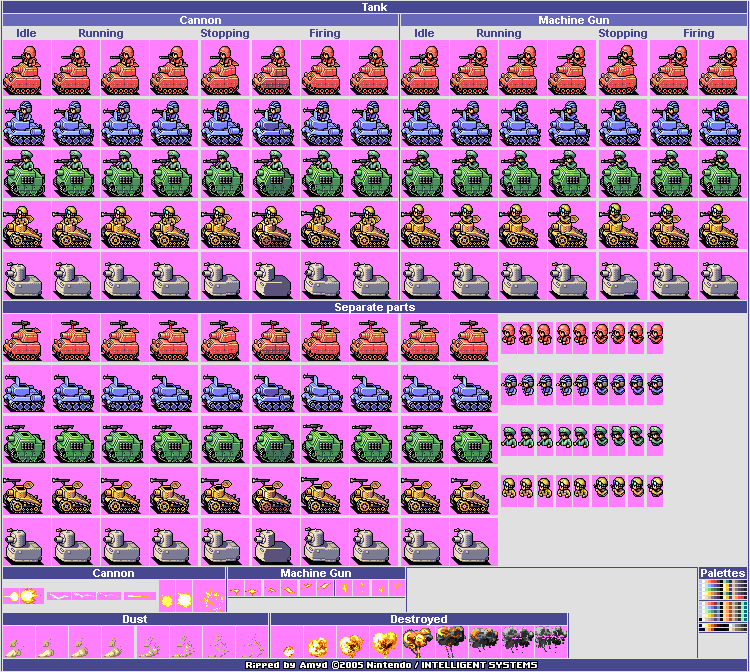 Tank
Cannon Machine Gun
Idle Running Stopping Firing Idle Running Stopping Firing
Separate parts
Cannon Machine Gun Palettes
Dust Destroyed
Ripped by Amyd ©2005 Nintendo / INTELLIGENT SYSTEMS